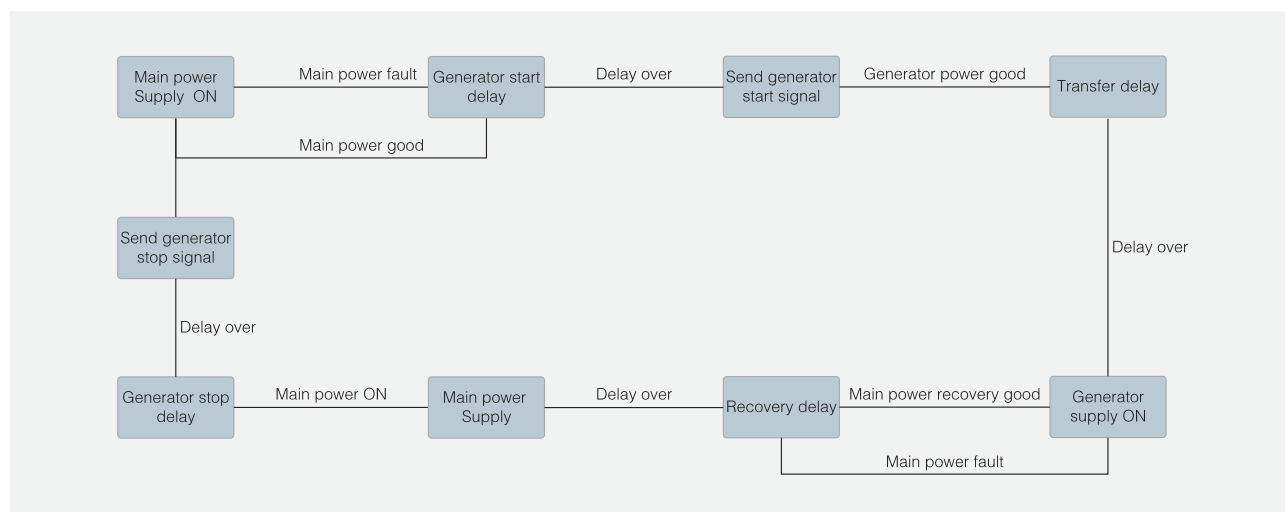 Main power
Supply ON
Main power fault
Generator start
delay
Delay over
Send generator
start signal
Generator power good
Transfer delay
Main power good
Send generator
stop signal
Delay over
Delay over
Generator stop
delay
Main power ON
Main power
Supply
Delay over
Recovery delay
Main power recovery good
Generator
supply ON
Main power fault